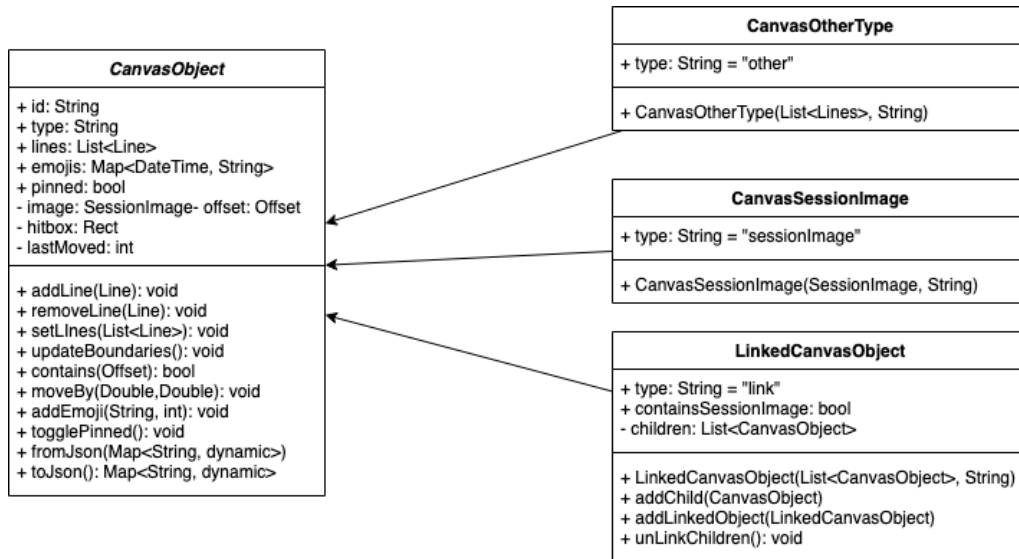 CanvasObject
+ id: String
+ type: String
+ lines: List<Line>
+ emojis: Map<DateTime, String>
+ pinned: bool
- image: SessionImage- offset: Offset
- hitbox: Rect
- lastMoved: int
+ addLine(Line): void
+ removeLine(Line): void
+ setLInes(List<Line>): void
+ updateBoundaries(): void
+ contains(Offset): bool
+ moveBy(Double,Double): void
+ addEmoji(String, int): void
+ togglePinned(): void
+ fromJson(Map<String, dynamic>)
+ toJson(): Map<String, dynamic>
CanvasOtherType
+ type: String = "other"
+ CanvasOtherType(List<Lines>, String)
CanvasSessionImage
+ type: String = "sessionImage"
+ CanvasSessionImage(SessionImage, String)
LinkedCanvasObject
+ type: String = "link"
+ containsSessionImage: bool
- children: List<CanvasObject>
+ LinkedCanvasObject(List<CanvasObject>, String)
+ addChild(CanvasObject)
+ addLinkedObject(LinkedCanvasObject)
+ unLinkChildren(): void